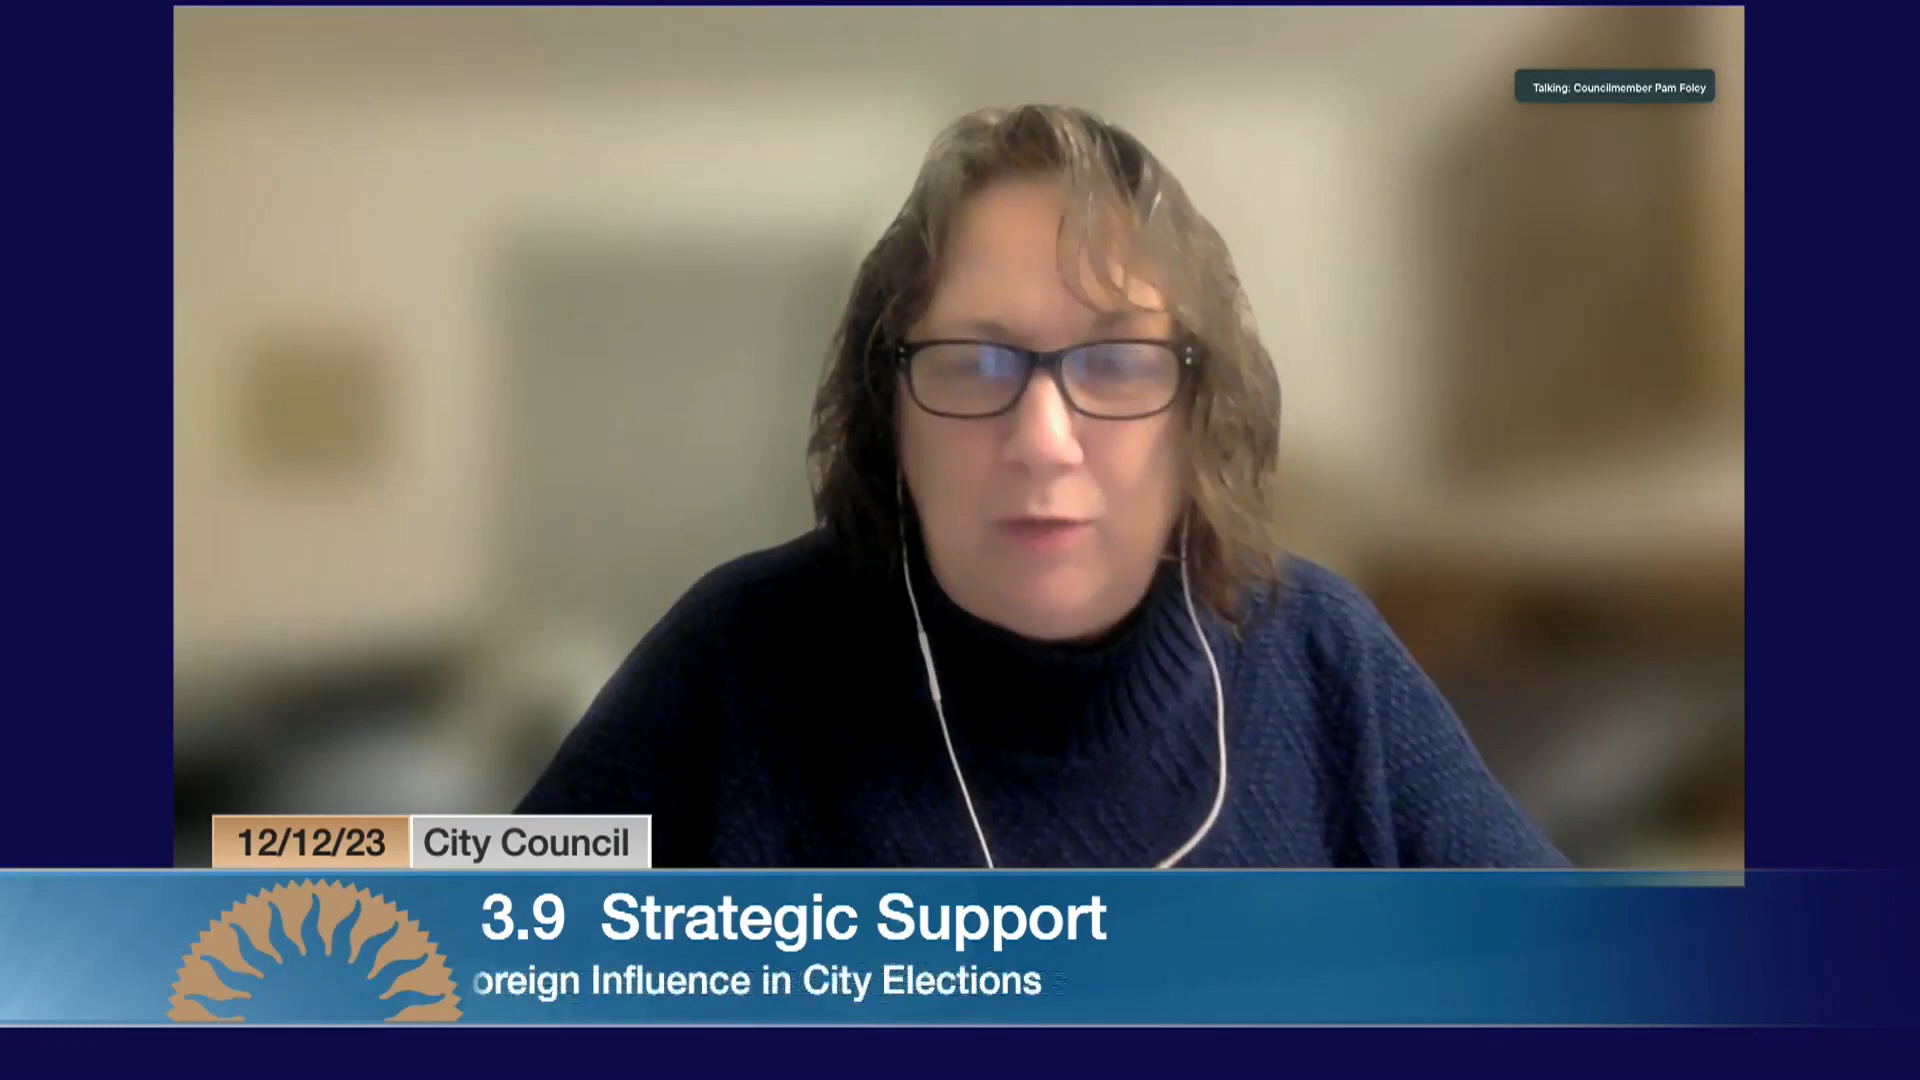 Talking: Councilmember Pam Foley
12/12/23 City Council
3.9 Strategic Support
oreign Influence in City Elections